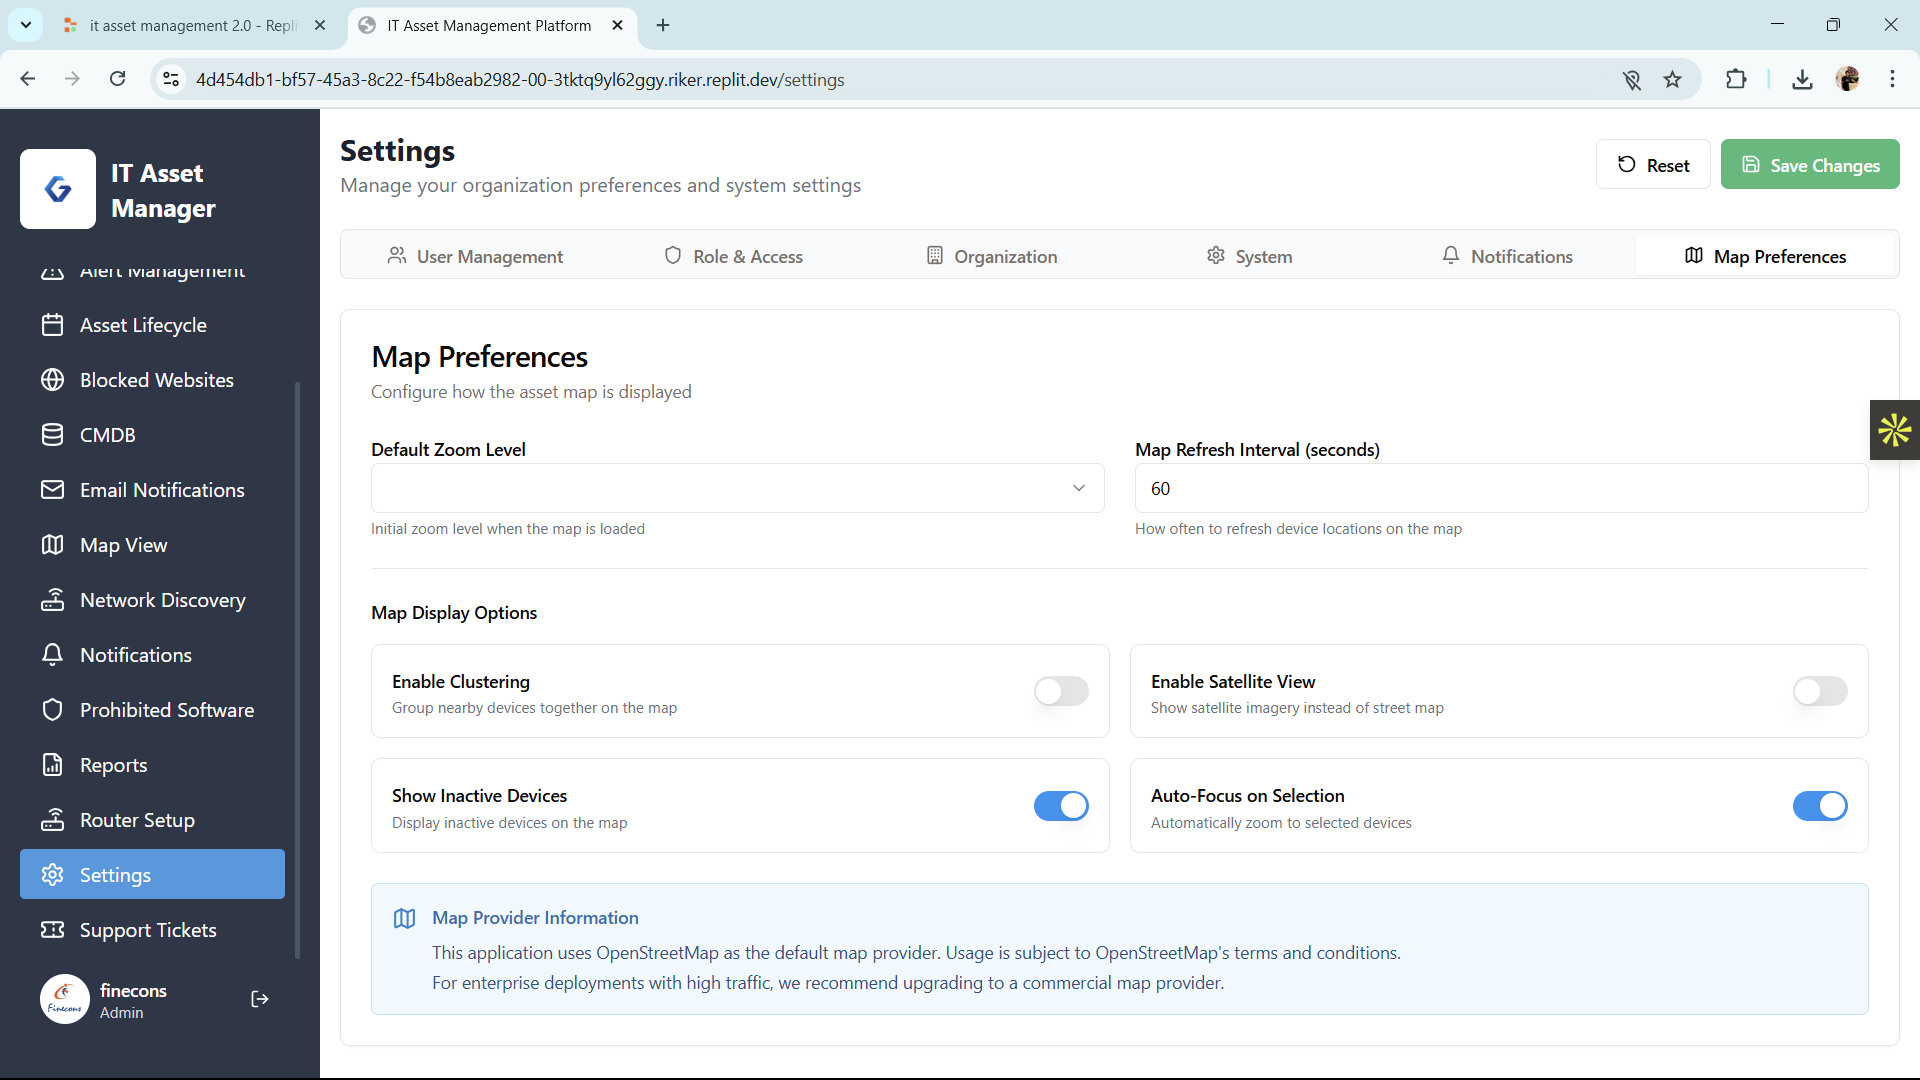 it asset management 2.0 - Repli
IT Asset Management Platform
4d454db1-bf57-45a3-8c22-f54b8eab2982-00-3tktq9yl62ggy.riker.replit.dev/settings
IT Asset
Manager
Alert Management
Asset Lifecycle
Blocked Websites
CMDB
Email Notifications
Map View
Network Discovery
Notifications
Prohibited Software
Reports
Router Setup
Settings
Support Tickets
Finecons
finecons
Admin
Settings
Manage your organization preferences and system settings
Reset
Save Changes
User Management
Role & Access
Organization
System
Notifications
Map Preferences
Map Preferences
Configure how the asset map is displayed
Default Zoom Level
Initial zoom level when the map is loaded
Map Refresh Interval (seconds)
60
How often to refresh device locations on the map
Map Display Options
Enable Clustering
Group nearby devices together on the map
Enable Satellite View
Show satellite imagery instead of street map
Show Inactive Devices
Display inactive devices on the map
Auto-Focus on Selection
Automatically zoom to selected devices
Map Provider Information
This application uses OpenStreetMap as the default map provider. Usage is subject to OpenStreetMap's terms and conditions.
For enterprise deployments with high traffic, we recommend upgrading to a commercial map provider.